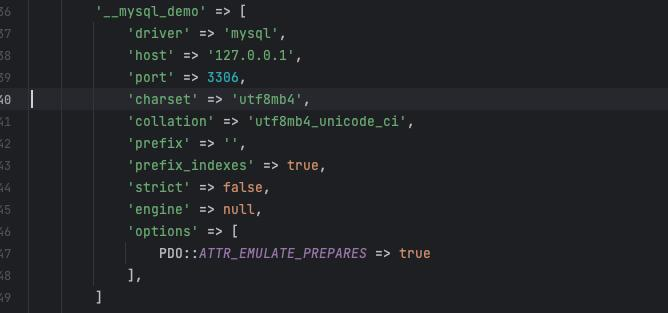 36 '__mysql_demo' => [
37 'driver' => 'mysql',
38 'host' => '127.0.0.1',
39 'port' => 3306,
40 'charset' => 'utf8mb4',
41 'collation' => 'utf8mb4_unicode_ci',
42 'prefix' => '',
43 'prefix_indexes' => true,
44 'strict' => false,
45 'engine' => null,
46 'options' => [
47 PDO::ATTR_EMULATE_PREPARES => true
48 ],
49 ]